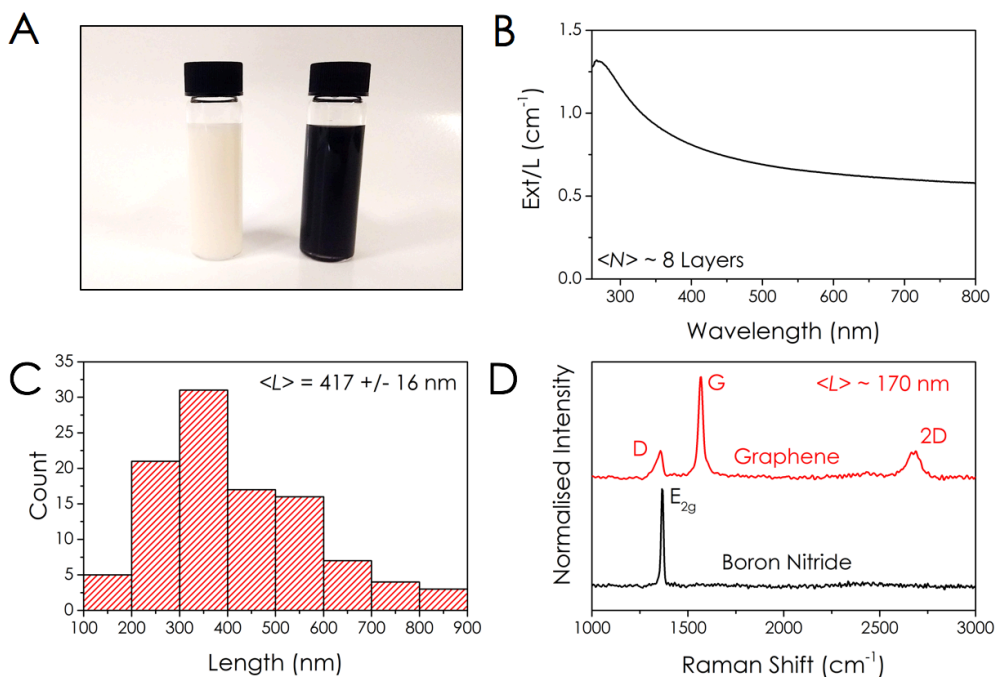 A
B
1.5
1.0
0.5
0.0
Ext/L (cm⁻¹)
<N> ~ 8 Layers
300 400 500 600 700 800
Wavelength (nm)
C
35
30
25
20
15
10
5
0
Count
<L> = 417 +/- 16 nm
100 200 300 400 500 600 700 800 900
Length (nm)
D
Normalised Intensity
<L> ~ 170 nm
G
D
2D
Graphene
E₂g
Boron Nitride
1000 1500 2000 2500 3000
Raman Shift (cm⁻¹)